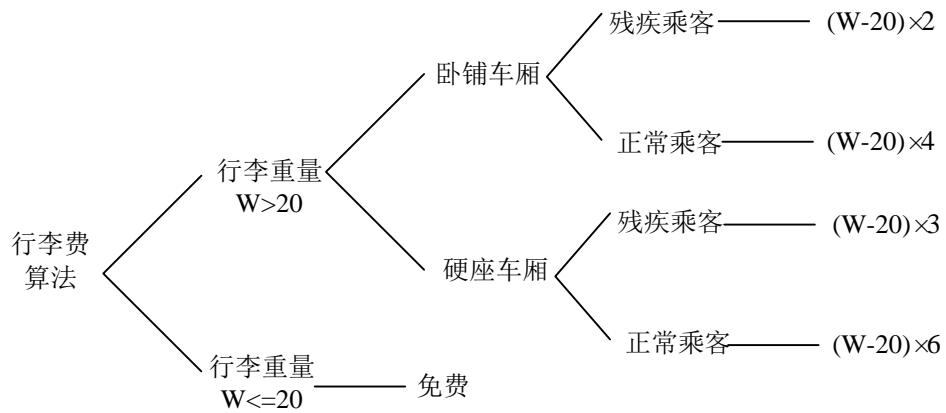 残疾乘客
(W-20)×2
卧铺车厢
正常乘客
(W-20)×4
行李重量
W>20
残疾乘客
(W-20)×3
行李费
算法
硬座车厢
正常乘客
(W-20)×6
行李重量
W<=20
免费